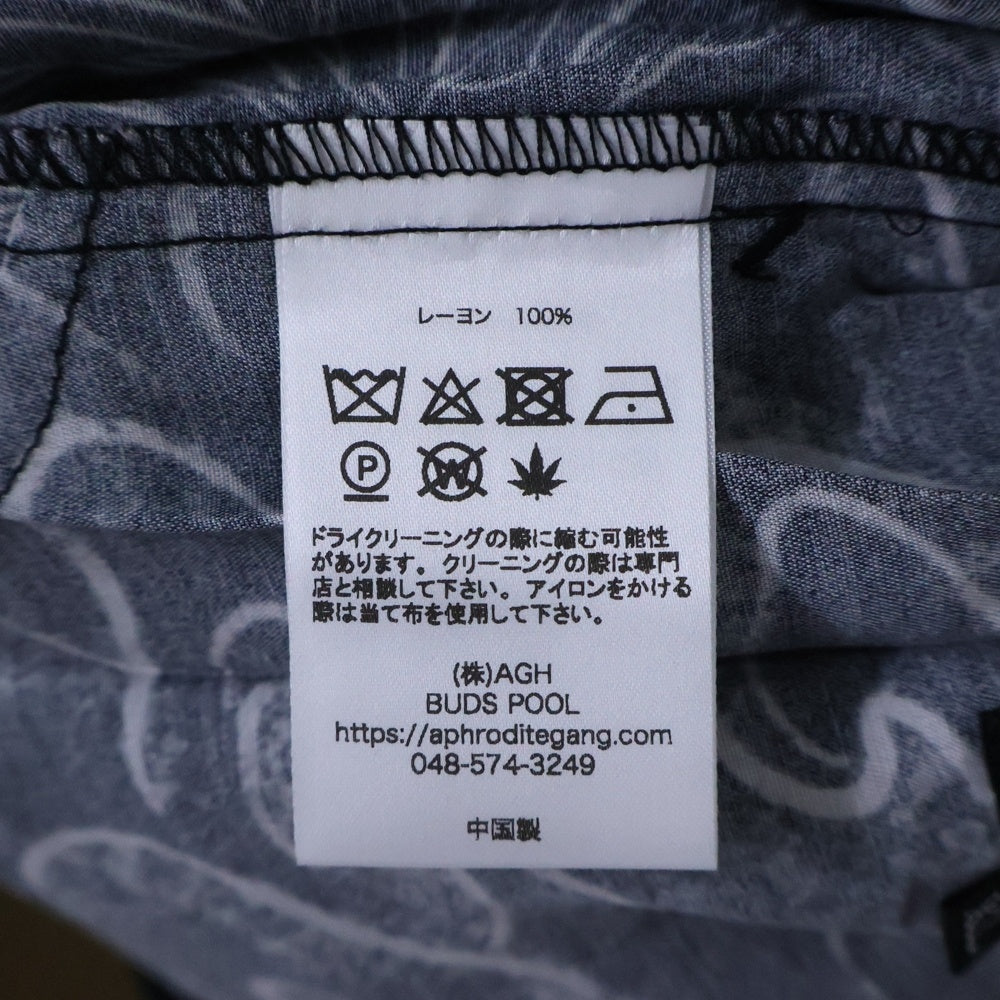 レーヨン 100%
P
W
ドライクリーニングの際に縮む可能性
があります。クリーニングの際は専門
店と相談して下さい。アイロンをかける
際は当て布を使用して下さい。
(株)AGH
BUDS POOL
https://aphroditegang.com
048-574-3249
中国製